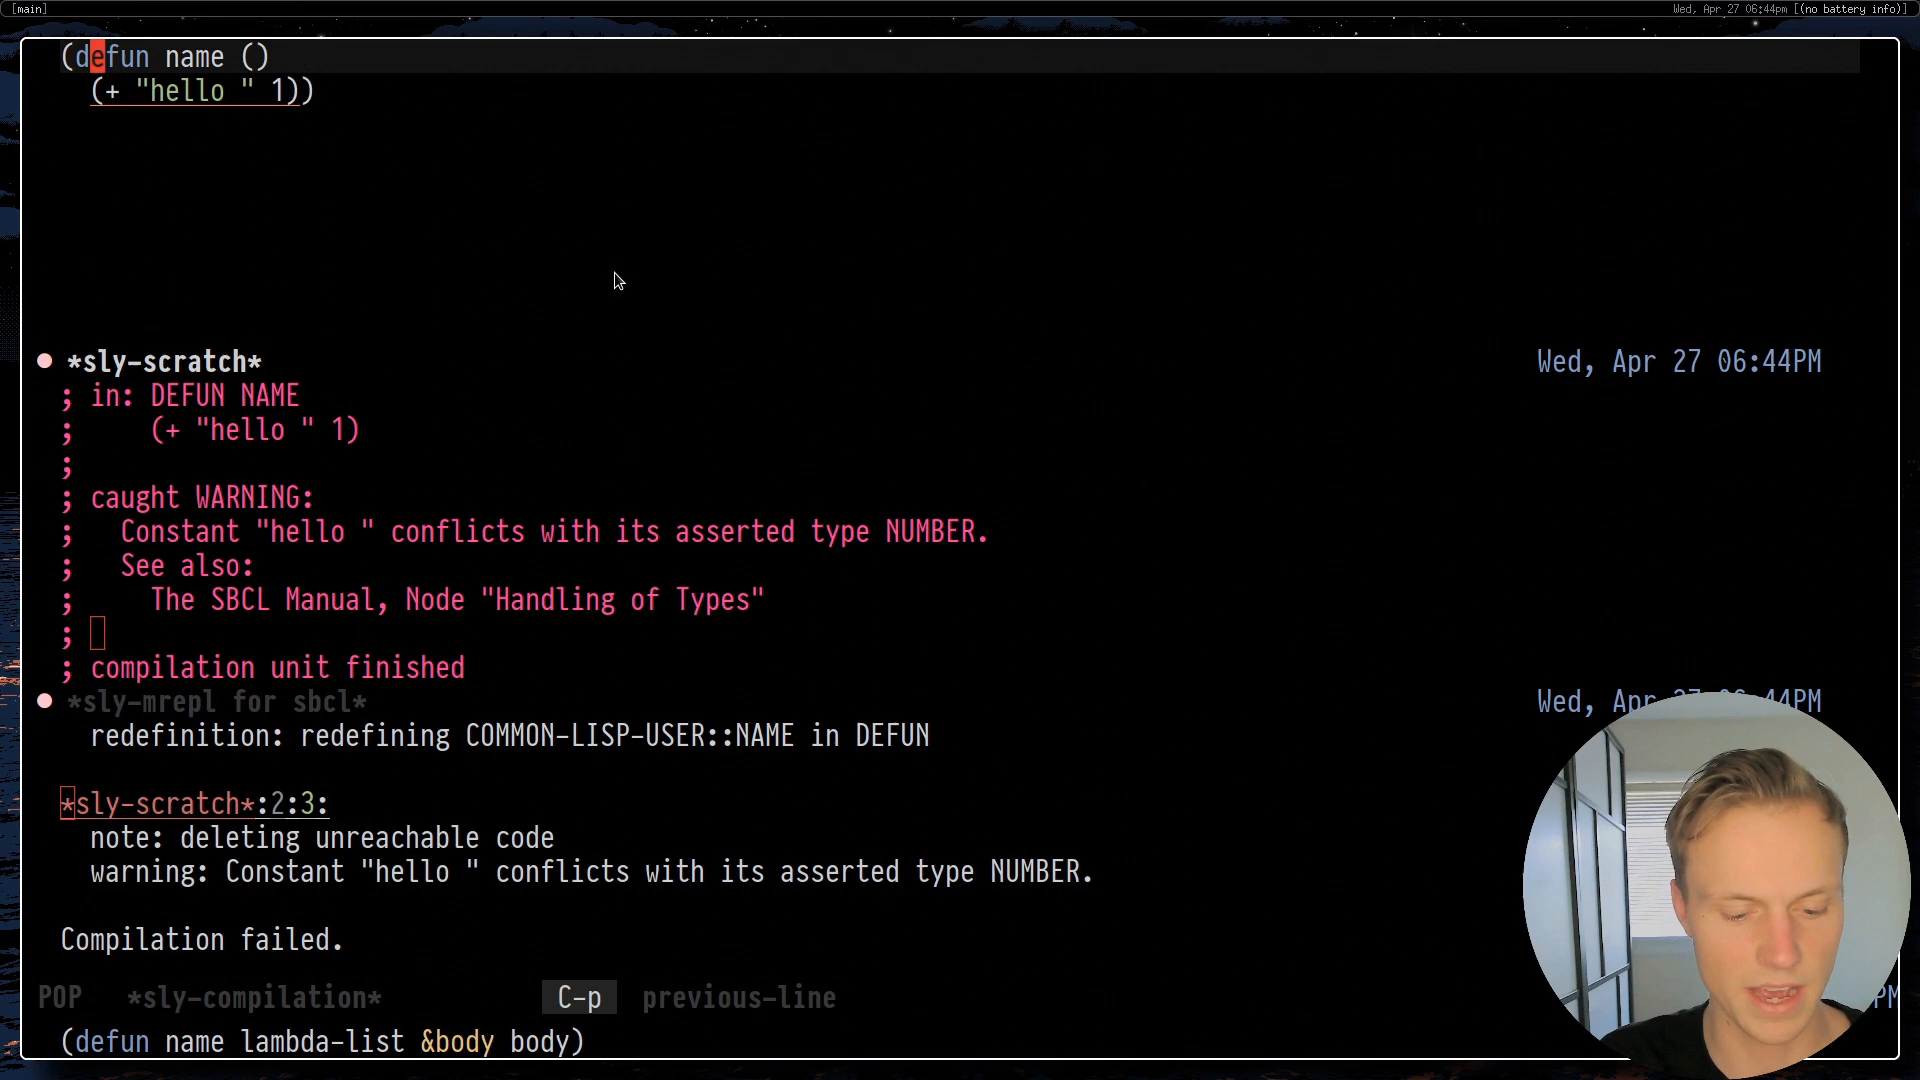 [main]
Wed, Apr 27 06:44pm [(no battery info)]
(defun name ()
(+ "hello " 1))
*sly-scratch*
Wed, Apr 27 06:44PM
; in: DEFUN NAME
;     (+ "hello " 1)
;
; caught WARNING:
;   Constant "hello " conflicts with its asserted type NUMBER.
;   See also:
;     The SBCL Manual, Node "Handling of Types"
;
; compilation unit finished
*sly-mrepl for sbcl*
Wed, Apr 27 06:44PM
redefinition: redefining COMMON-LISP-USER::NAME in DEFUN
*sly-scratch*:2:3:
note: deleting unreachable code
warning: Constant "hello " conflicts with its asserted type NUMBER.
Compilation failed.
POP *sly-compilation* C-p previous-line PM
(defun name lambda-list &body body)